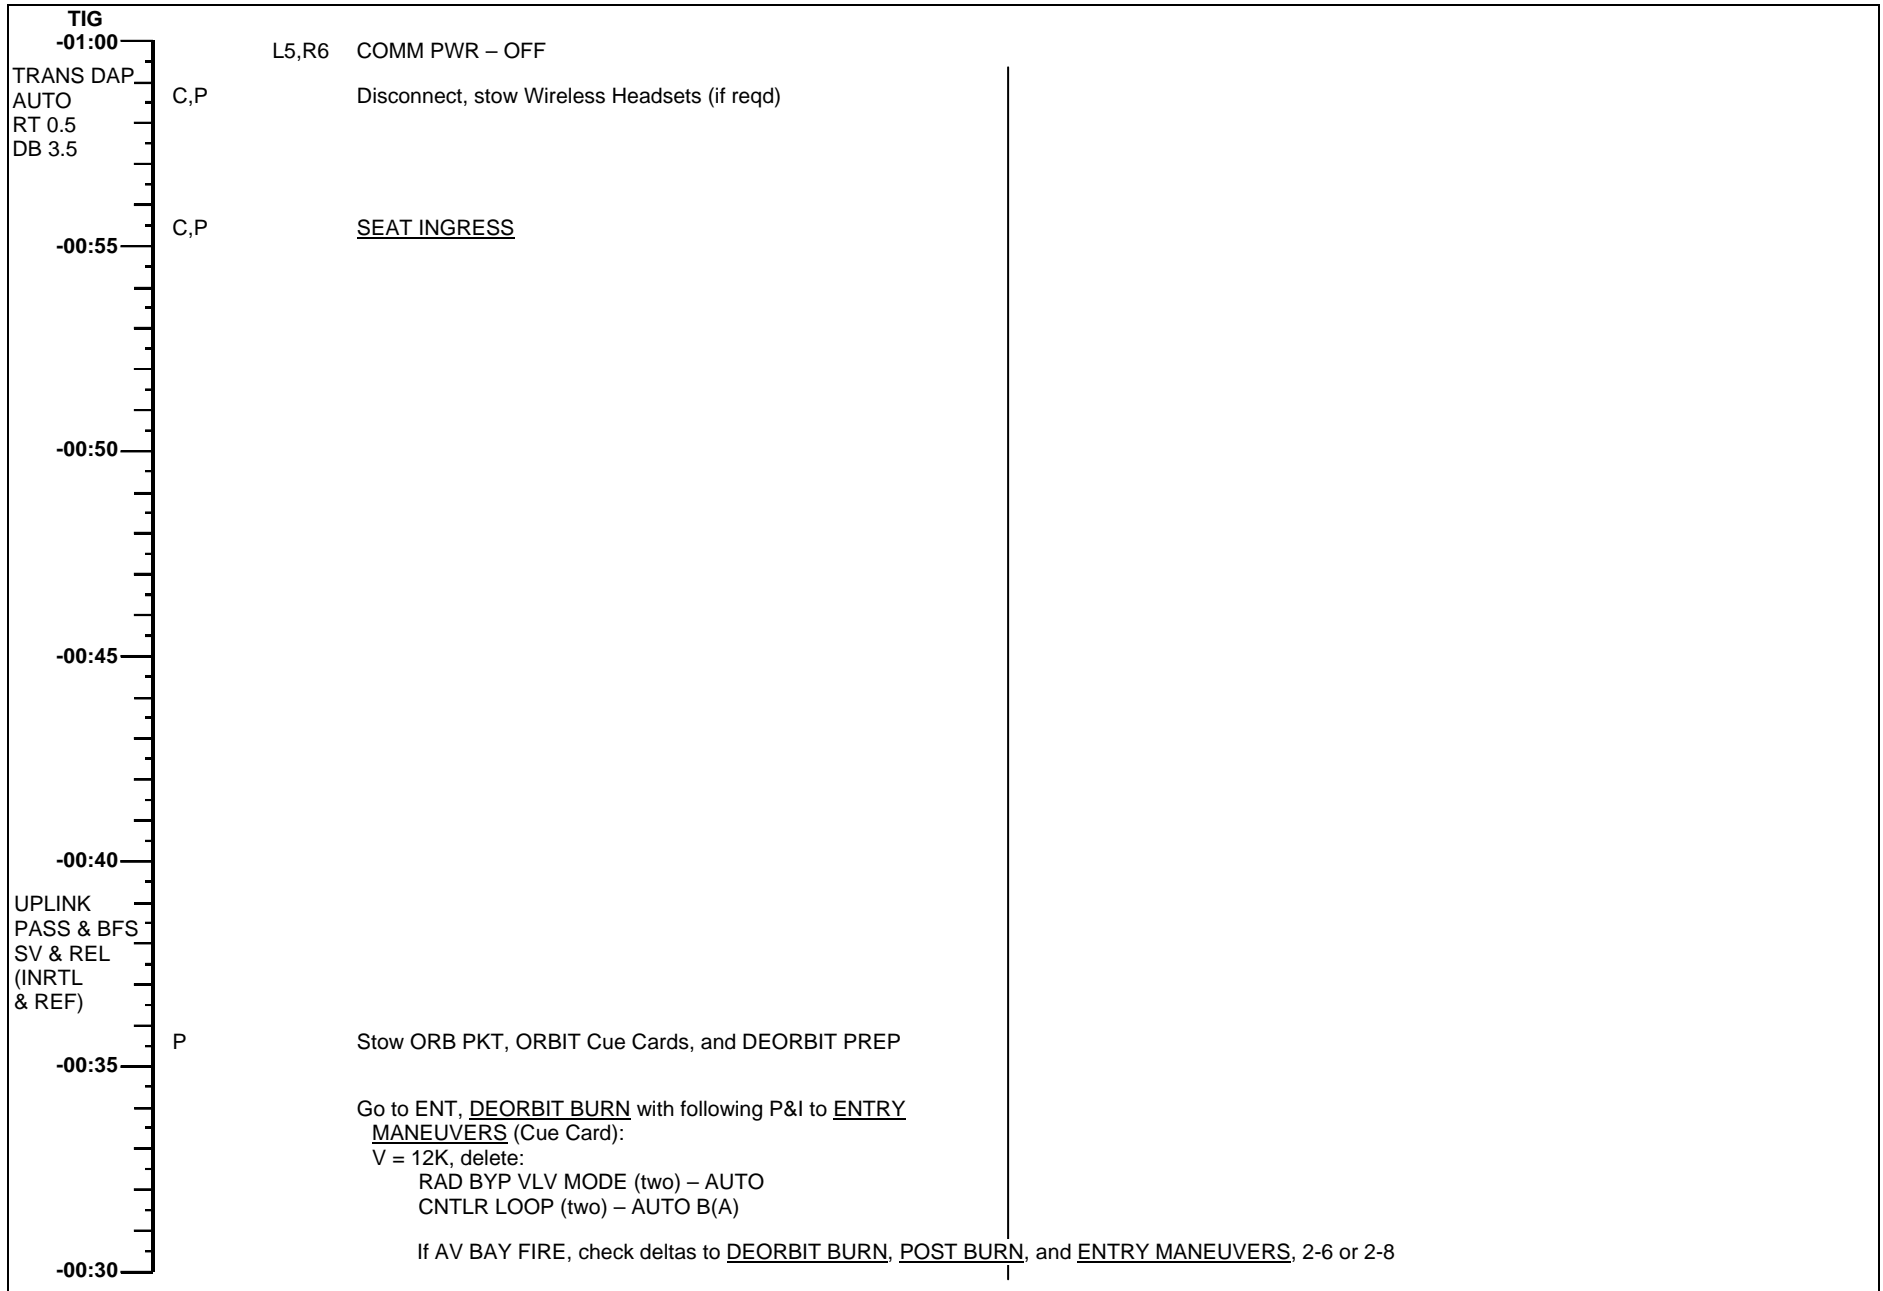 TIG
-01:00
L5,R6 COMM PWR – OFF
TRANS DAP
AUTO
RT 0.5
DB 3.5
C,P Disconnect, stow Wireless Headsets (if reqd)
C,P SEAT INGRESS
-00:55
-00:50
-00:45
-00:40
UPLINK
PASS & BFS
SV & REL
(INRTL
& REF)
P Stow ORB PKT, ORBIT Cue Cards, and DEORBIT PREP
-00:35
Go to ENT, DEORBIT BURN with following P&I to ENTRY
MANEUVERS (Cue Card):
V = 12K, delete:
RAD BYP VLV MODE (two) – AUTO
CNTLR LOOP (two) – AUTO B(A)
If AV BAY FIRE, check deltas to DEORBIT BURN, POST BURN, and ENTRY MANEUVERS, 2-6 or 2-8
-00:30